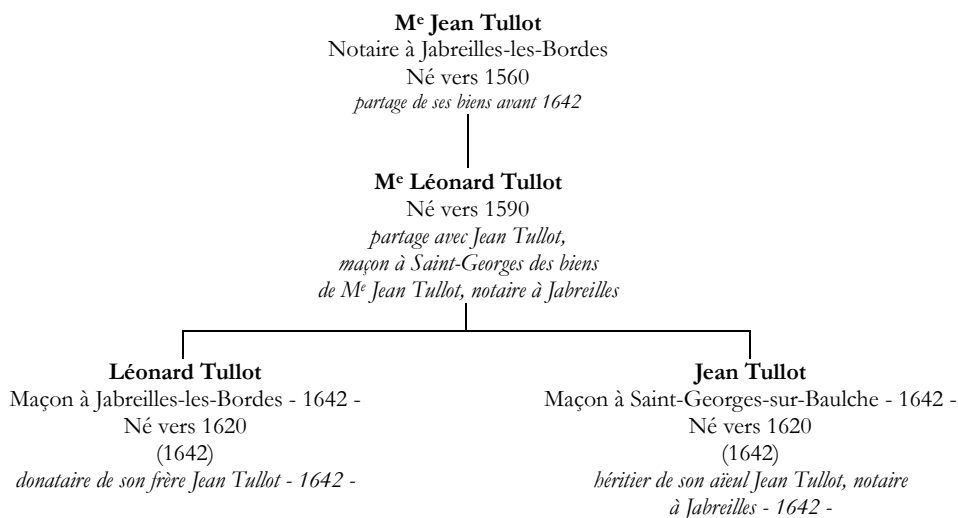 Mᵉ Jean Tullot
Notaire à Jabreilles-les-Bordes
Né vers 1560
partage de ses biens avant 1642
Mᵉ Léonard Tullot
Né vers 1590
partage avec Jean Tullot,
maçon à Saint-Georges des biens
de Mᵉ Jean Tullot, notaire à Jabreilles
Léonard Tullot
Maçon à Jabreilles-les-Bordes - 1642 -
Né vers 1620
(1642)
donataire de son frère Jean Tullot - 1642 -
Jean Tullot
Maçon à Saint-Georges-sur-Baulche - 1642 -
Né vers 1620
(1642)
héritier de son aïeul Jean Tullot, notaire
à Jabreilles - 1642 -